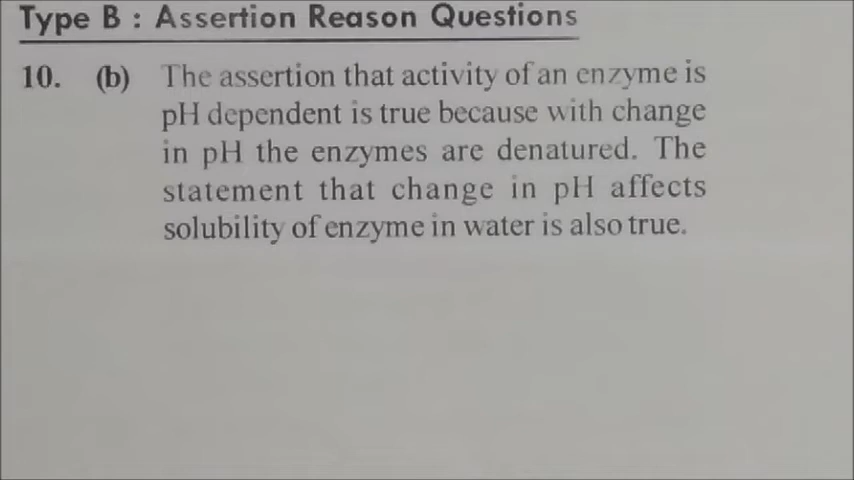 Type B : Assertion Reason Questions
10. (b) The assertion that activity of an enzyme is
pH dependent is true because with change
in pH the enzymes are denatured. The
statement that change in pH affects
solubility of enzyme in water is also true.